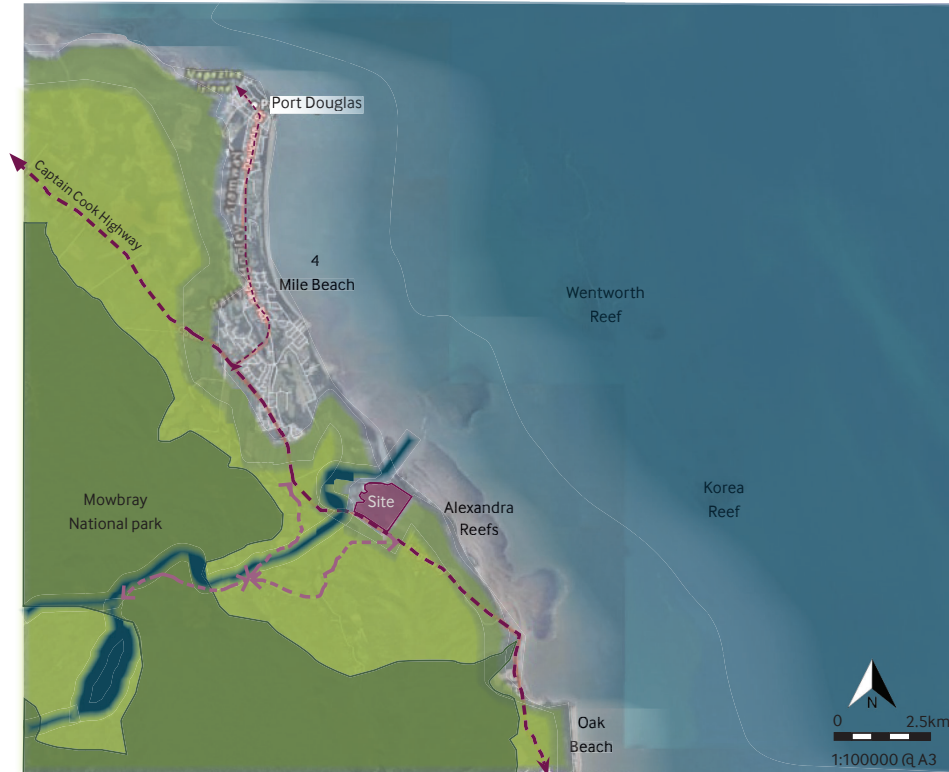 Port Douglas
Captain Cook Highway
4
Mile Beach
Wentworth
Reef
Site
Alexandra
Reefs
Korea
Reef
Mowbray
National park
Oak
Beach
N
0 2.5km
1:100000 @ A3